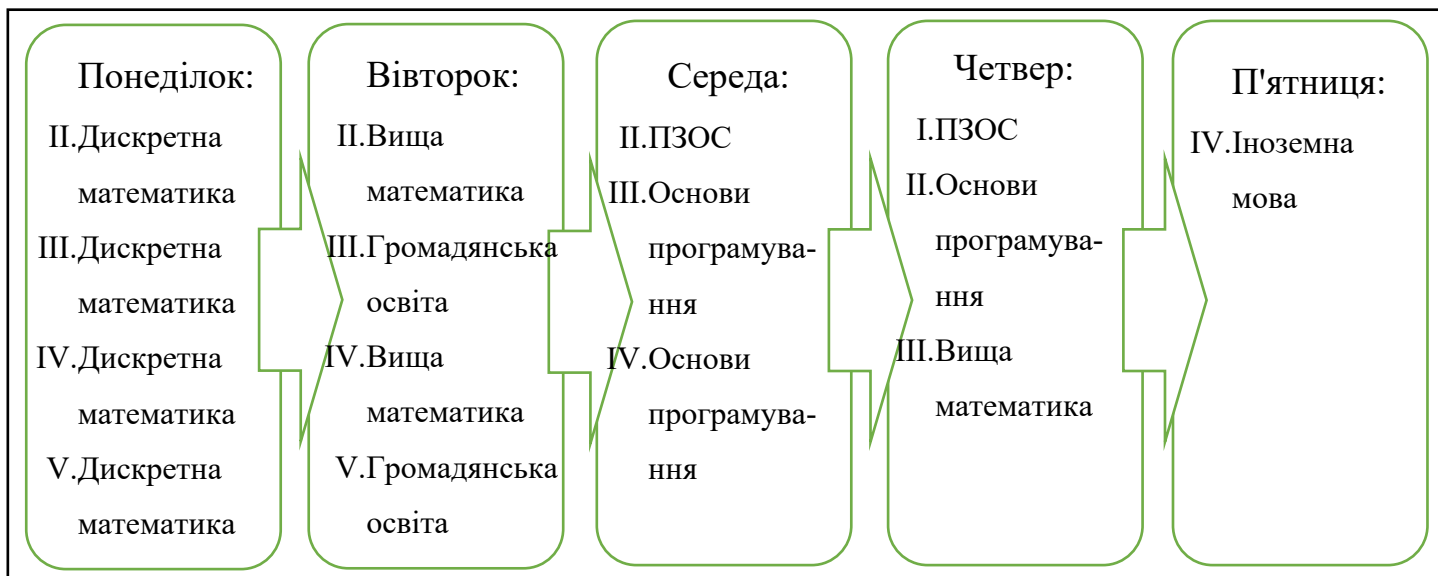 Понеділок:
II.Дискретна
математика
III.Дискретна
математика
IV.Дискретна
математика
V.Дискретна
математика
Вівторок:
II.Вища
математика
III.Громадянська
освіта
IV.Вища
математика
V.Громадянська
освіта
Середа:
II.ПЗОС
III.Основи
програмува-
ння
IV.Основи
програмува-
ння
Четвер:
I.ПЗОС
II.Основи
програмува-
ння
III.Вища
математика
П'ятниця:
IV.Іноземна
мова